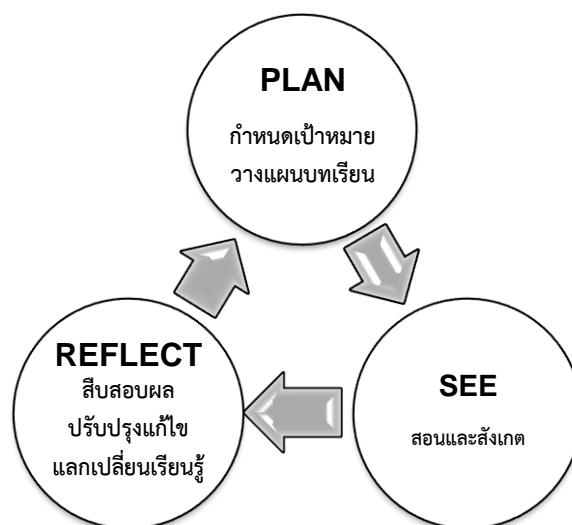 PLAN
กำหนดเป้าหมาย
วางแผนบทเรียน
REFLECT
สืบสอบผล
ปรับปรุงแก้ไข
แลกเปลี่ยนเรียนรู้
SEE
สอนและสังเกต